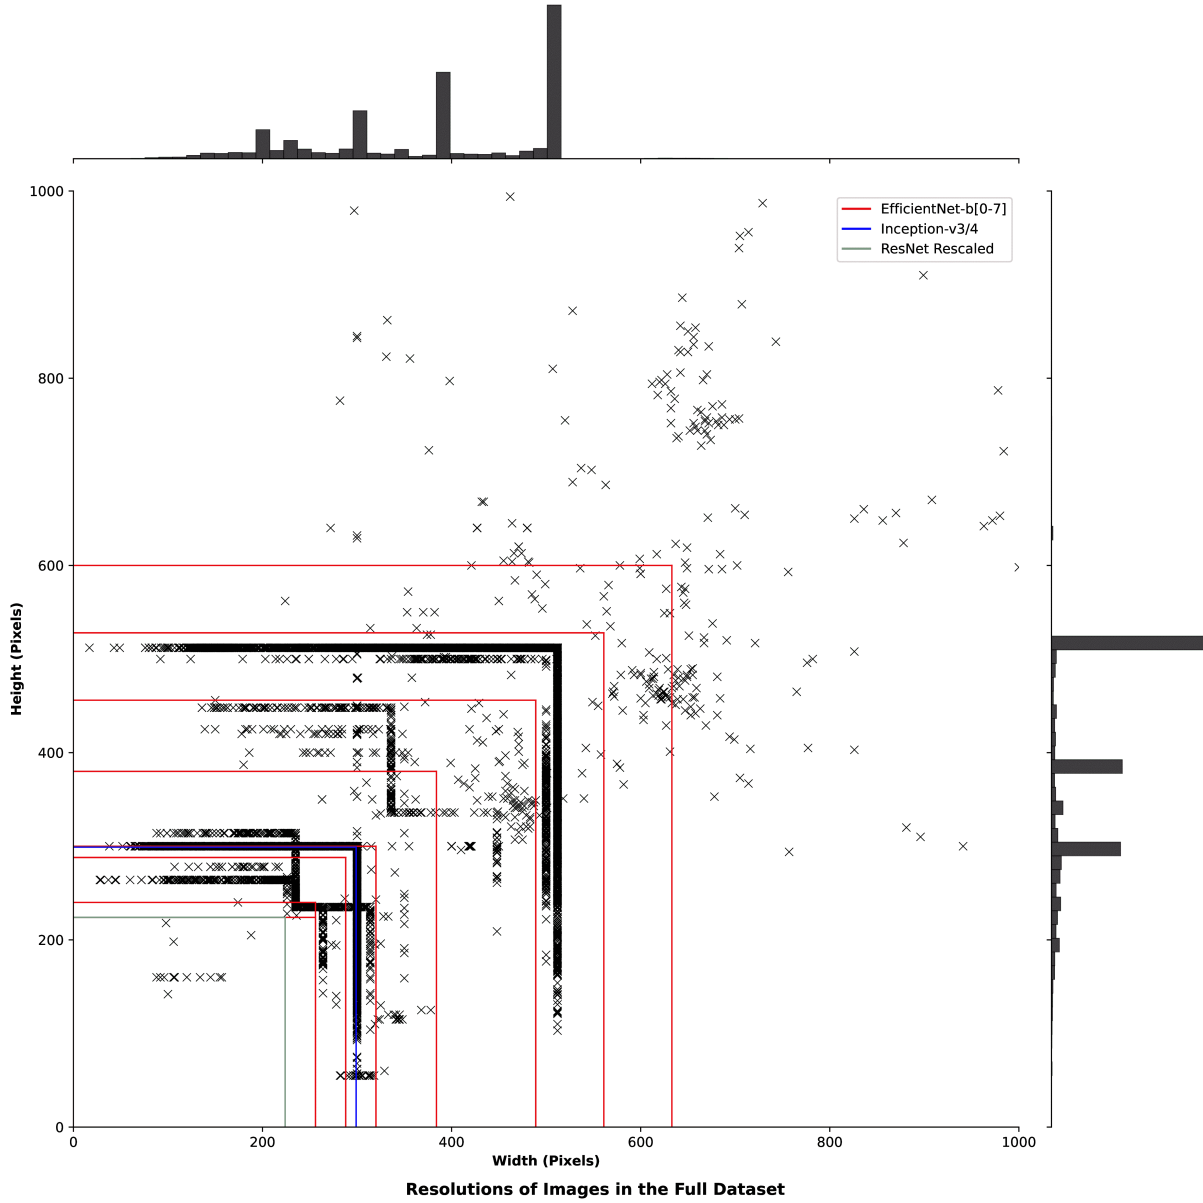 1000
800
600
400
200
0
Height (Pixels)
EfficientNet-b[0-7]
Inception-v3/4
ResNet Rescaled
0 200 400 600 800 1000
Width (Pixels)
Resolutions of Images in the Full Dataset